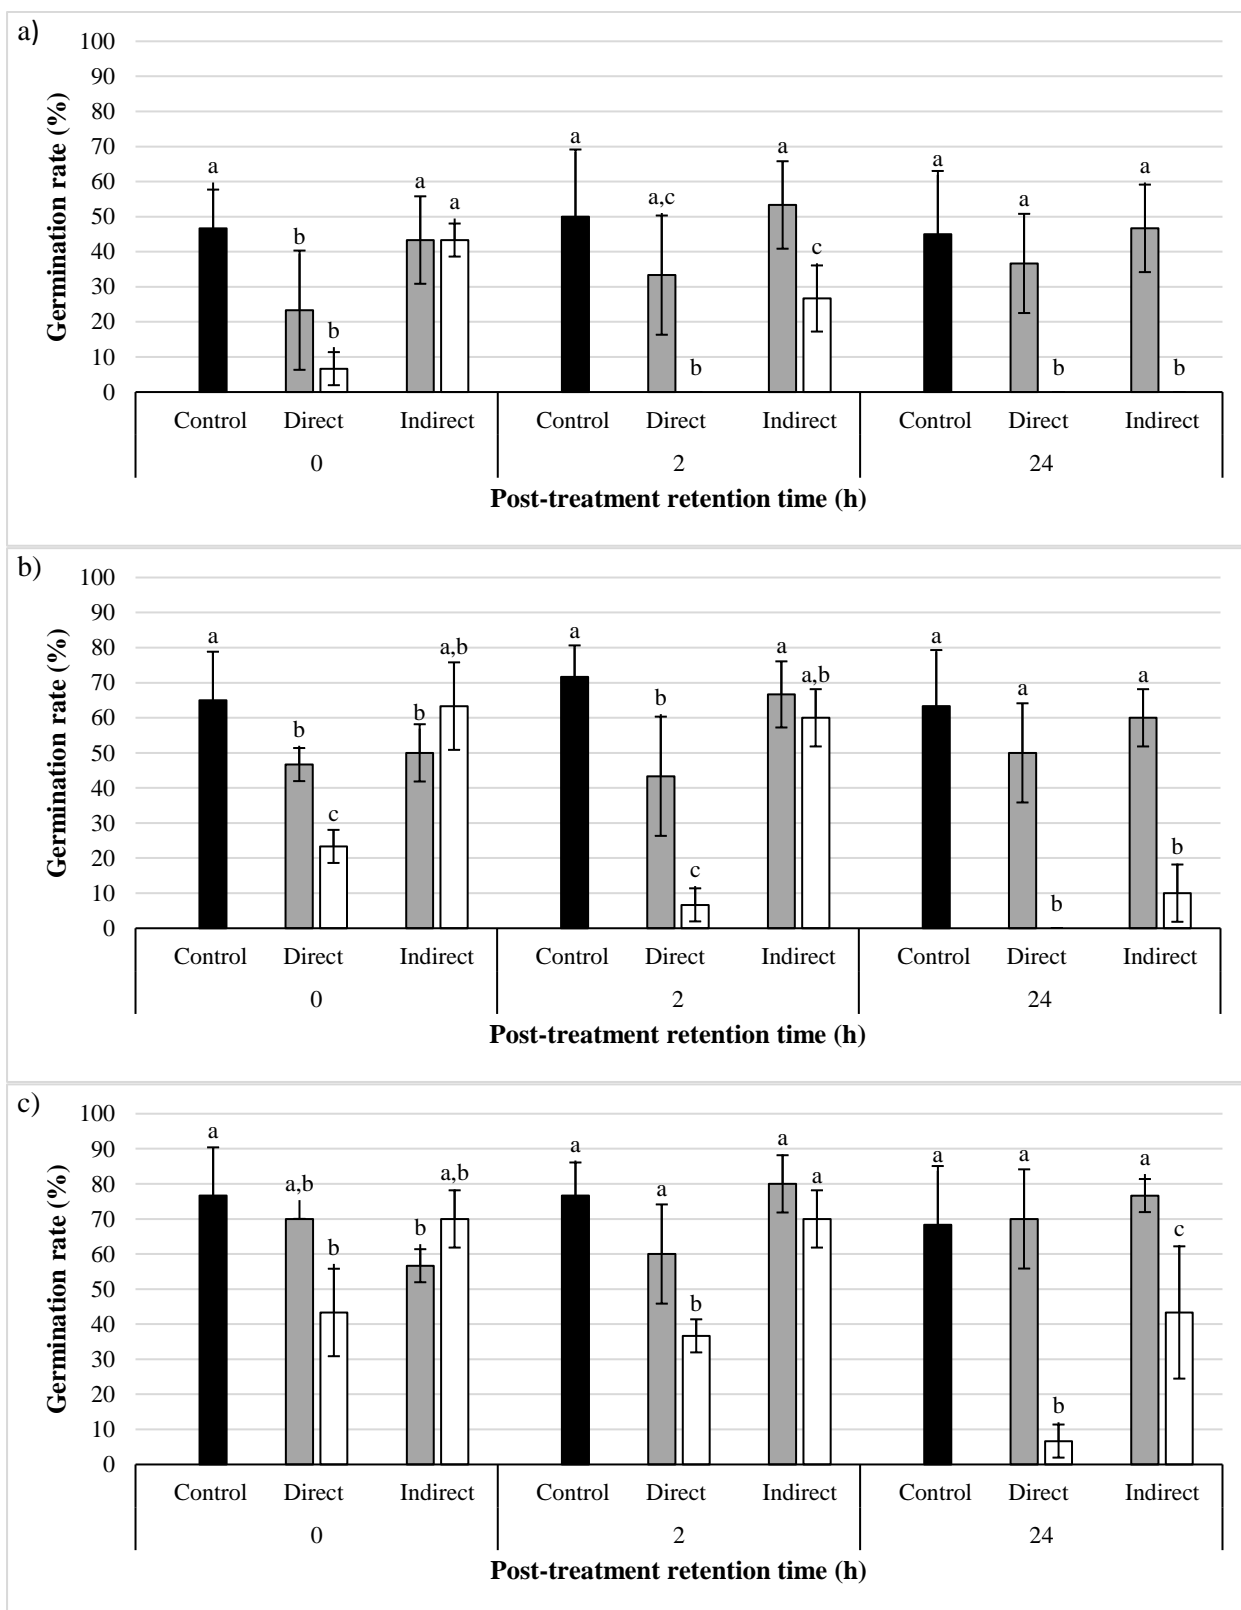 a)
100
90
80
70
60
50
40
30
20
10
0
Germination rate (%)
a
b
b
a
a
a
a,c
b
a
c
a
a
b
a
b
Control Direct Indirect Control Direct Indirect Control Direct Indirect
0 2 24
Post-treatment retention time (h)
b)
100
90
80
70
60
50
40
30
20
10
0
Germination rate (%)
a
b
c
b
a,b
a
b
c
a
a,b
a
a
b
a
b
Control Direct Indirect Control Direct Indirect Control Direct Indirect
0 2 24
Post-treatment retention time (h)
c)
100
90
80
70
60
50
40
30
20
10
0
Germination rate (%)
a
a,b
b
b
a,b
a
a
b
a
a
a
a
b
a
c
Control Direct Indirect Control Direct Indirect Control Direct Indirect
0 2 24
Post-treatment retention time (h)